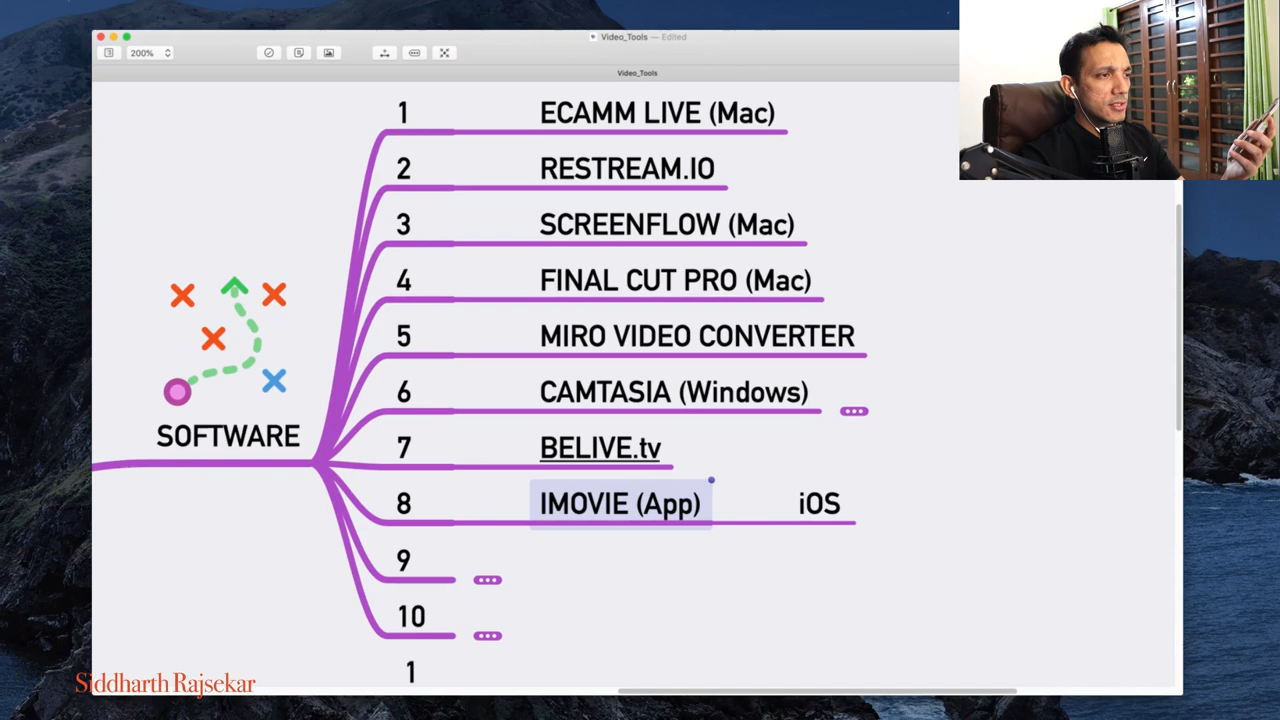 Video_Tools — Edited
200%
Video_Tools
1 ECAMM LIVE (Mac)
2 RESTREAM.IO
3 SCREENFLOW (Mac)
4 FINAL CUT PRO (Mac)
5 MIRO VIDEO CONVERTER
6 CAMTASIA (Windows)
SOFTWARE
7 BELIVE.tv
8 IMOVIE (App) iOS
9
10
1
Siddharth Rajsekar